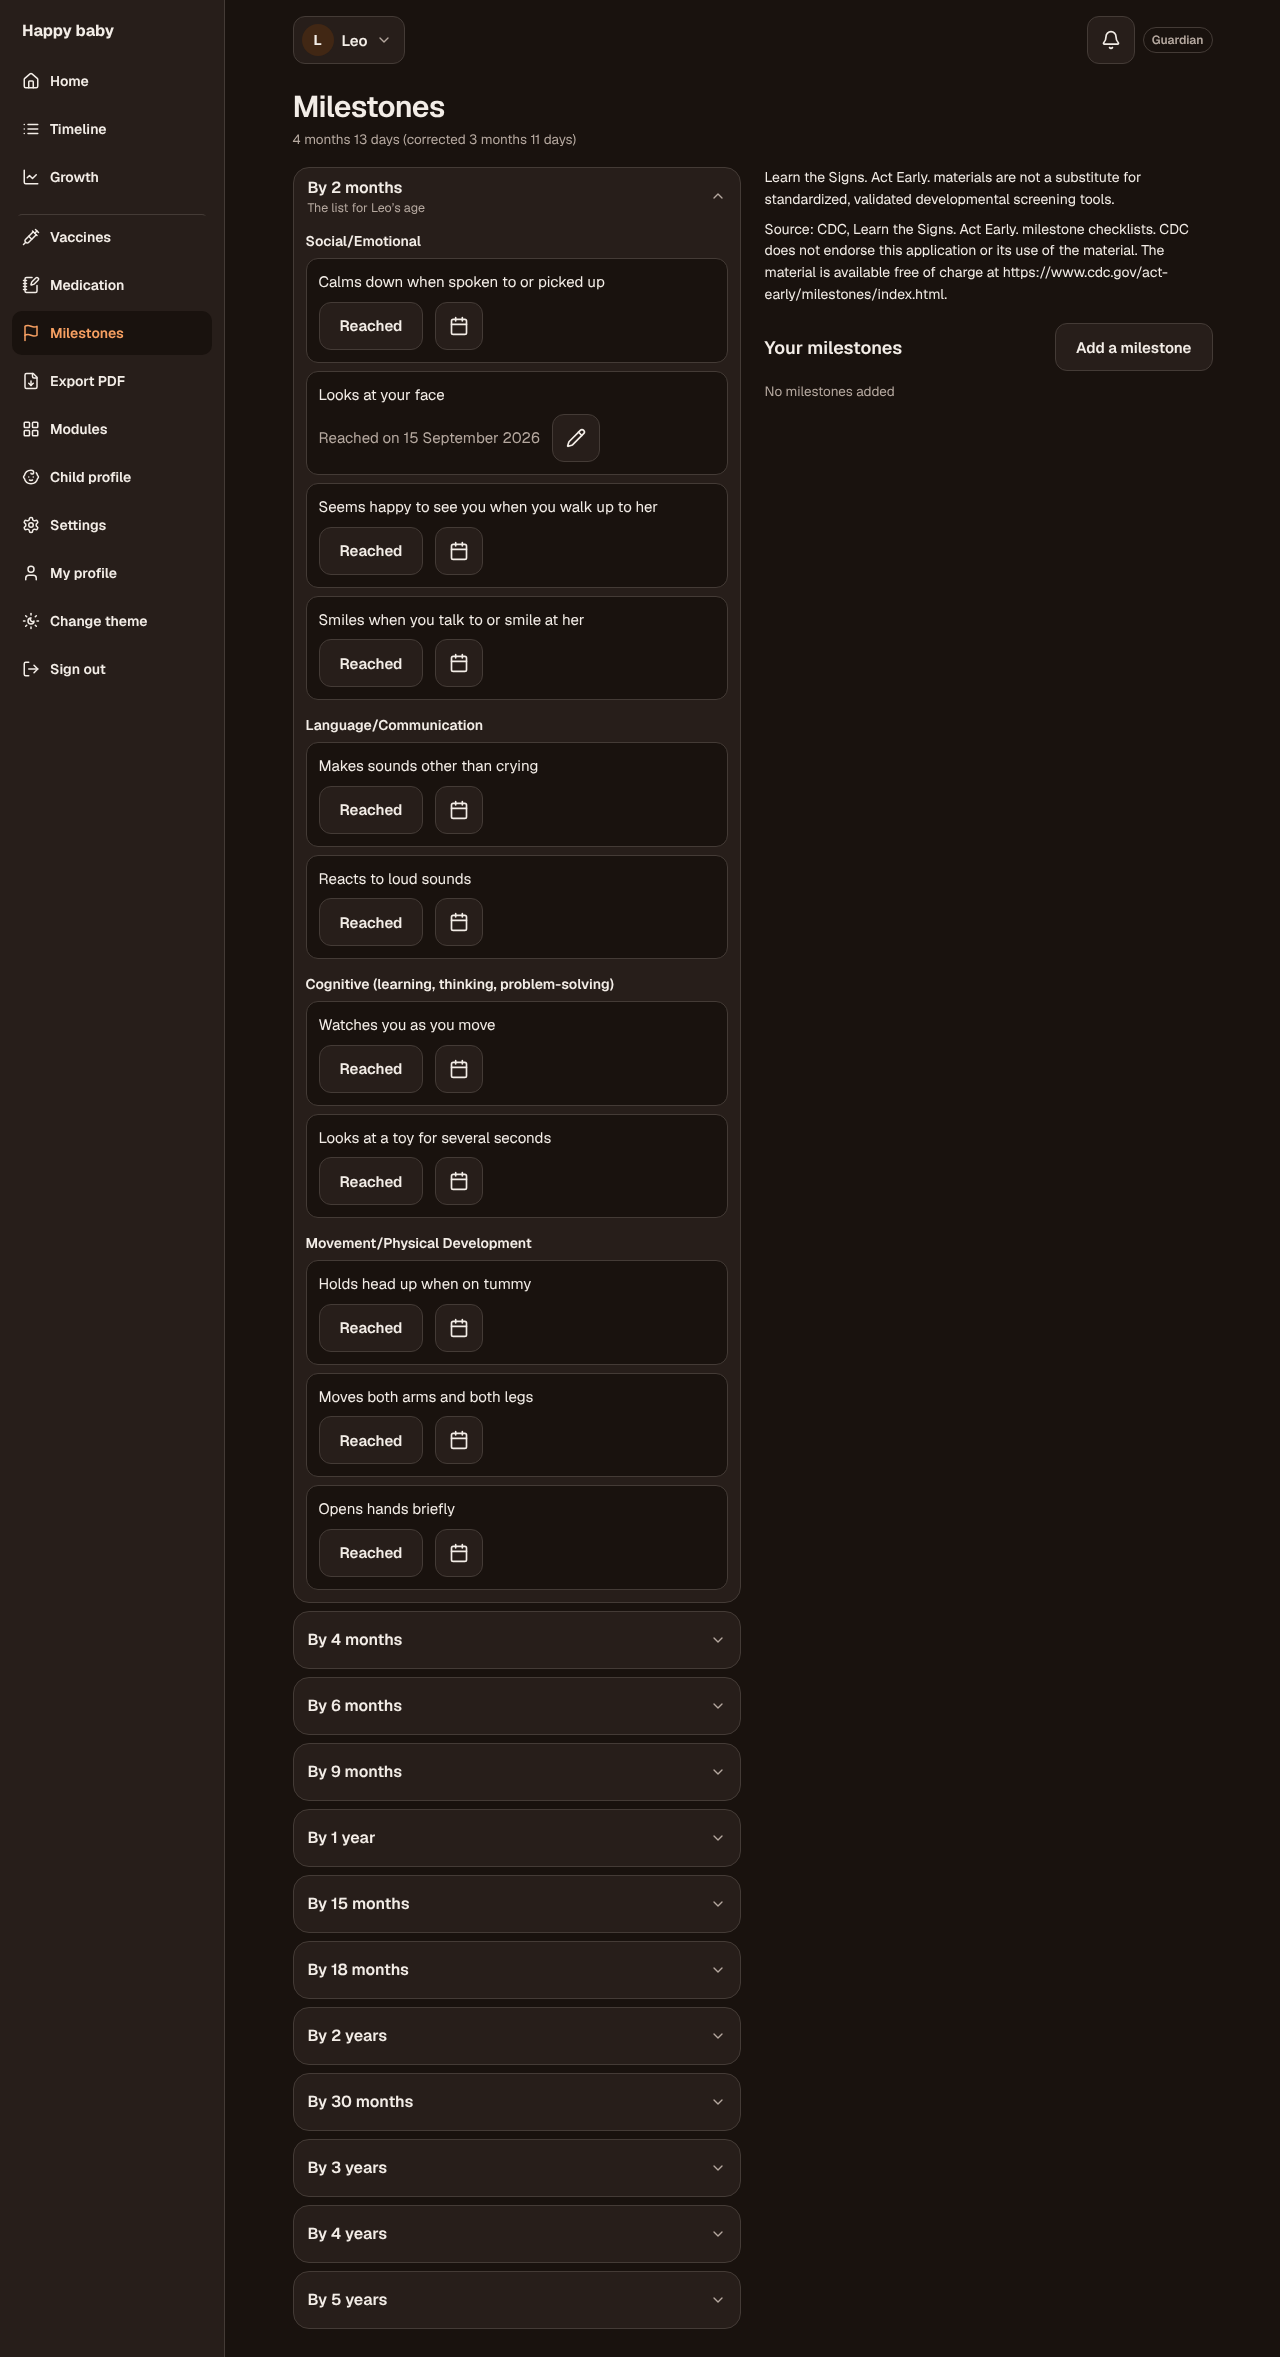 Happy baby
Home
Timeline
Growth
Vaccines
Medication
Milestones
Export PDF
Modules
Child profile
Settings
My profile
Change theme
Sign out
L Leo
Guardian
Milestones
4 months 13 days (corrected 3 months 11 days)
By 2 months
The list for Leo's age
Social/Emotional
Calms down when spoken to or picked up
Reached
Looks at your face
Reached on 15 September 2026
Seems happy to see you when you walk up to her
Reached
Smiles when you talk to or smile at her
Reached
Language/Communication
Makes sounds other than crying
Reached
Reacts to loud sounds
Reached
Cognitive (learning, thinking, problem-solving)
Watches you as you move
Reached
Looks at a toy for several seconds
Reached
Movement/Physical Development
Holds head up when on tummy
Reached
Moves both arms and both legs
Reached
Opens hands briefly
Reached
By 4 months
By 6 months
By 9 months
By 1 year
By 15 months
By 18 months
By 2 years
By 30 months
By 3 years
By 4 years
By 5 years
Learn the Signs. Act Early. materials are not a substitute for
standardized, validated developmental screening tools.
Source: CDC, Learn the Signs. Act Early. milestone checklists. CDC
does not endorse this application or its use of the material. The
material is available free of charge at https://www.cdc.gov/act-
early/milestones/index.html.
Your milestones
Add a milestone
No milestones added